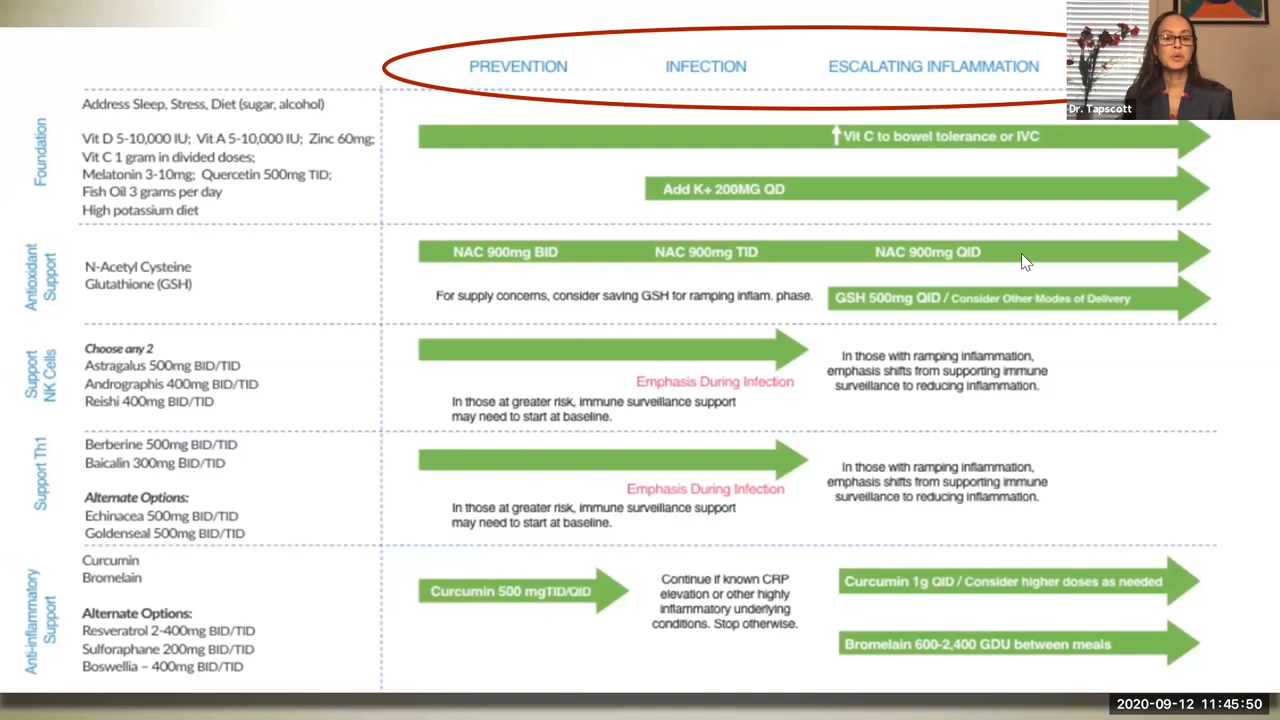 PREVENTION
INFECTION
ESCALATING INFLAMMATION
Dr. Tapscott
Foundation
Address Sleep, Stress, Diet (sugar, alcohol)
Vit D 5-10,000 IU; Vit A 5-10,000 IU; Zinc 60mg;
Vit C 1 gram in divided doses;
Melatonin 3-10mg; Quercetin 500mg TID;
Fish Oil 3 grams per day
High potassium diet
Vit C to bowel tolerance or IVC
Add K+ 200MG QD
Antioxidant
Support
N-Acetyl Cysteine
Glutathione (GSH)
NAC 900mg BID
NAC 900mg TID
NAC 900mg QID
For supply concerns, consider saving GSH for ramping inflam. phase.
GSH 500mg QID / Consider Other Modes of Delivery
Support
NK Cells
Choose any 2
Astragalus 500mg BID/TID
Andrographis 400mg BID/TID
Reishi 400mg BID/TID
Emphasis During Infection
In those at greater risk, immune surveillance support
may need to start at baseline.
In those with ramping inflammation,
emphasis shifts from supporting immune
surveillance to reducing inflammation.
Support Th1
Berberine 500mg BID/TID
Baicalin 300mg BID/TID
Alternate Options:
Echinacea 500mg BID/TID
Goldenseal 500mg BID/TID
Emphasis During Infection
In those at greater risk, immune surveillance support
may need to start at baseline.
In those with ramping inflammation,
emphasis shifts from supporting immune
surveillance to reducing inflammation.
Anti-inflammatory
Support
Curcumin
Bromelain
Alternate Options:
Resveratrol 2-400mg BID/TID
Sulforaphane 200mg BID/TID
Boswellia – 400mg BID/TID
Curcumin 500 mgTID/QID
Continue if known CRP
elevation or other highly
inflammatory underlying
conditions. Stop otherwise.
Curcumin 1g QID / Consider higher doses as needed
Bromelain 600-2,400 GDU between meals
2020-09-12 11:45:50